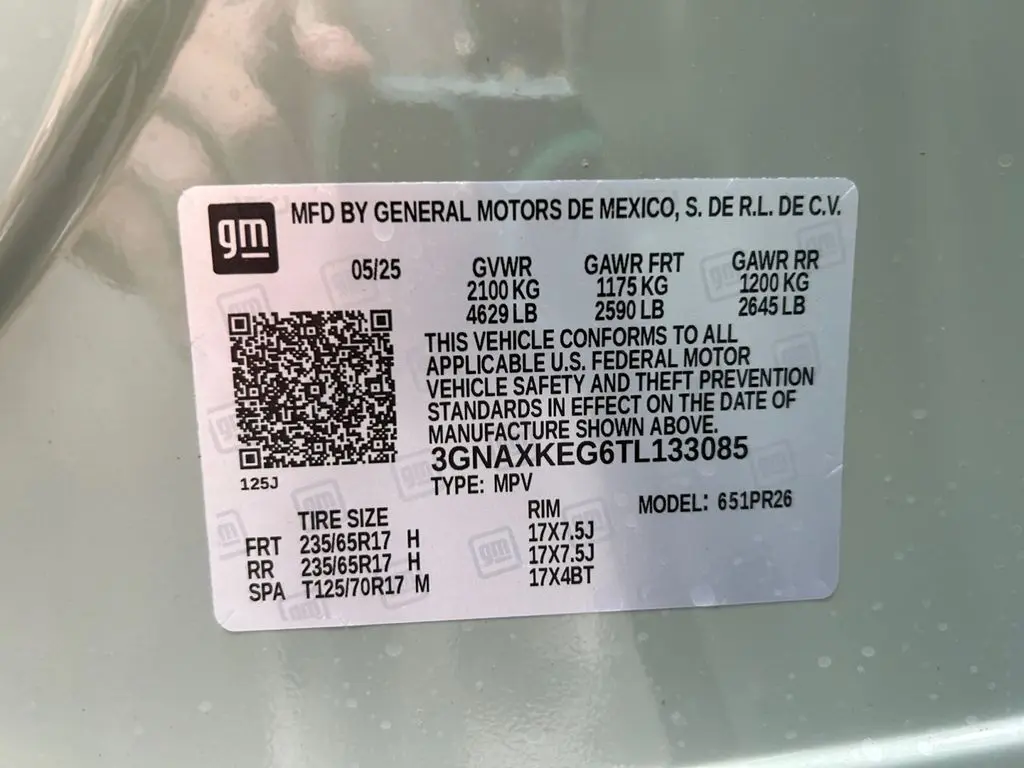 gm
MFD BY GENERAL MOTORS DE MEXICO, S. DE R.L. DE C.V.
05/25 GVWR GAWR FRT GAWR RR
2100 KG 1175 KG 1200 KG
4629 LB 2590 LB 2645 LB
THIS VEHICLE CONFORMS TO ALL
APPLICABLE U.S. FEDERAL MOTOR
VEHICLE SAFETY AND THEFT PREVENTION
STANDARDS IN EFFECT ON THE DATE OF
MANUFACTURE SHOWN ABOVE.
3GNAXKEG6TL133085
125J
TYPE: MPV MODEL: 651PR26
TIRE SIZE RIM
FRT 235/65R17 H 17X7.5J
RR 235/65R17 H 17X7.5J
SPA T125/70R17 M 17X4BT